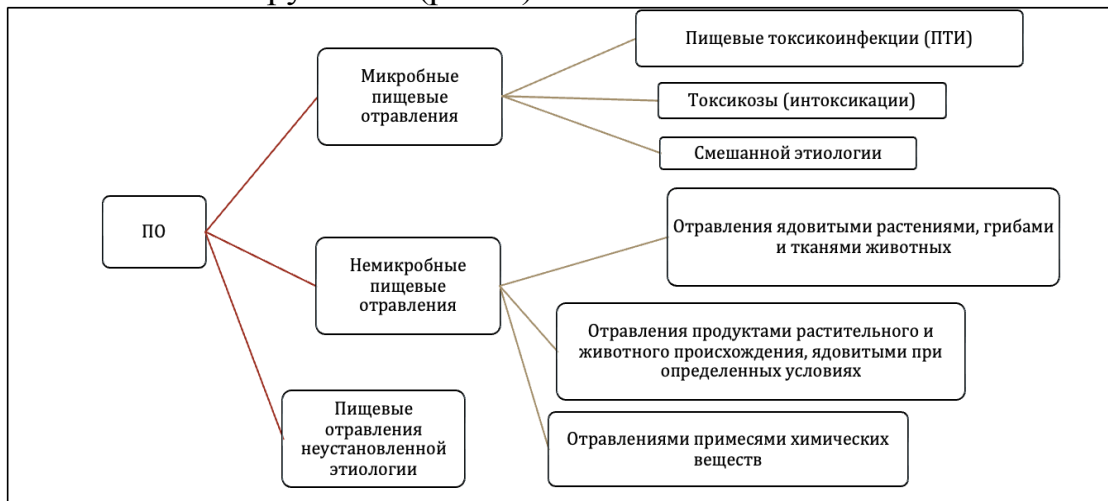 Пищевые токсикоинфекции (ПТИ)
Микробные
пищевые
отравления
Токсикозы (интоксикации)
Смешанной этиологии
ПО
Отравления ядовитыми растениями, грибами
и тканями животных
Немикробные
пищевые
отравления
Отравления продуктами растительного и
животного происхождения, ядовитыми при
определенных условиях
Пищевые
отравления
неустановленной
этиологии
Отравлениями примесями химических
веществ